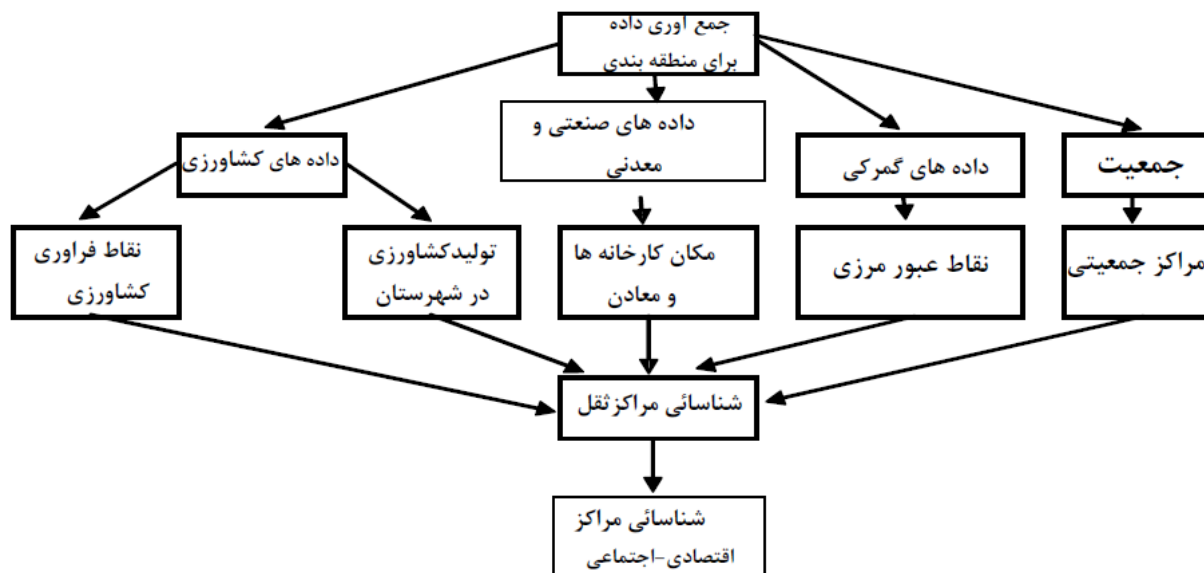 جمع آوری داده
برای منطقه بندی
داده های صنعتی و
معدنی
داده های کشاورزی
داده های گمرکی
جمعیت
نقاط فراوری
کشاورزی
تولیدکشاورزی
در شهرستان
مکان کارخانه ها
و معادن
نقاط عبور مرزی
مراکز جمعیتی
شناسائی مراکزثقل
شناسائی مراکز
اقتصادی-اجتماعی